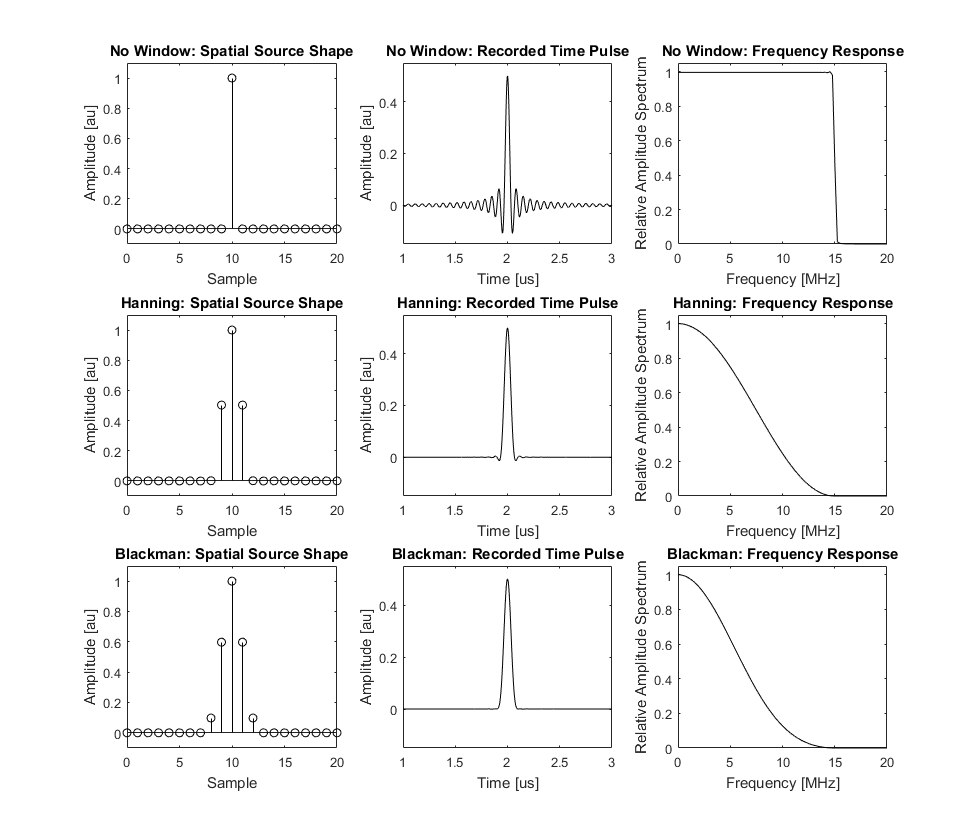 No Window: Spatial Source Shape
No Window: Recorded Time Pulse
No Window: Frequency Response
Amplitude [au]
1
0.8
0.6
0.4
0.2
0
0 5 10 15 20
Sample
Amplitude [au]
0.4
0.2
0
1 1.5 2 2.5 3
Time [us]
Relative Amplitude Spectrum
1
0.8
0.6
0.4
0.2
0
0 5 10 15 20
Frequency [MHz]
Hanning: Spatial Source Shape
Hanning: Recorded Time Pulse
Hanning: Frequency Response
Amplitude [au]
1
0.8
0.6
0.4
0.2
0
0 5 10 15 20
Sample
Amplitude [au]
0.4
0.2
0
1 1.5 2 2.5 3
Time [us]
Relative Amplitude Spectrum
1
0.8
0.6
0.4
0.2
0
0 5 10 15 20
Frequency [MHz]
Blackman: Spatial Source Shape
Blackman: Recorded Time Pulse
Blackman: Frequency Response
Amplitude [au]
1
0.8
0.6
0.4
0.2
0
0 5 10 15 20
Sample
Amplitude [au]
0.4
0.2
0
1 1.5 2 2.5 3
Time [us]
Relative Amplitude Spectrum
1
0.8
0.6
0.4
0.2
0
0 5 10 15 20
Frequency [MHz]